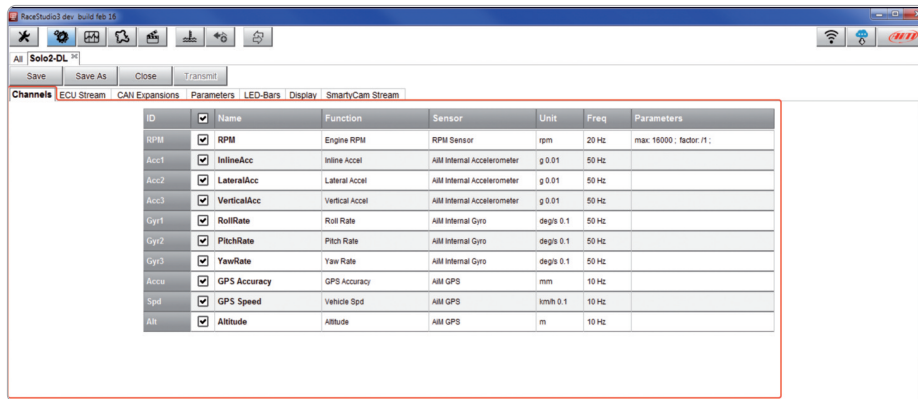 RaceStudio3 dev build feb 16
AiM
All Solo2-DL
Save Save As Close Transmit
Channels ECU Stream CAN Expansions Parameters LED-Bars Display SmartyCam Stream
ID Name Function Sensor Unit Freq Parameters
RPM RPM Engine RPM RPM Sensor rpm 20 Hz max: 16000 ; factor: /1 ;
Acc1 InlineAcc Inline Accel AiM Internal Accelerometer g 0.01 50 Hz
Acc2 LateralAcc Lateral Accel AiM Internal Accelerometer g 0.01 50 Hz
Acc3 VerticalAcc Vertical Accel AiM Internal Accelerometer g 0.01 50 Hz
Gyr1 RollRate Roll Rate AiM Internal Gyro deg/s 0.1 50 Hz
Gyr2 PitchRate Pitch Rate AiM Internal Gyro deg/s 0.1 50 Hz
Gyr3 YawRate Yaw Rate AiM Internal Gyro deg/s 0.1 50 Hz
Accu GPS Accuracy GPS Accuracy AiM GPS mm 10 Hz
Spd GPS Speed Vehicle Spd AiM GPS km/h 0.1 10 Hz
Alt Altitude Altitude AiM GPS m 10 Hz